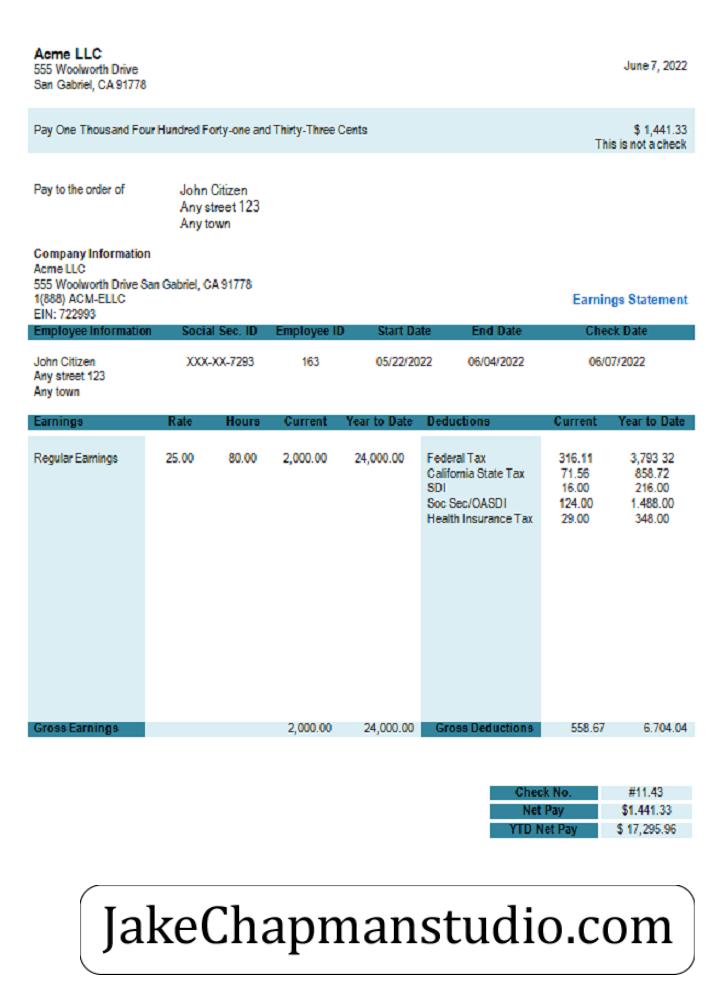 Acme LLC
555 Woolworth Drive
San Gabriel, CA 91778
June 7, 2022
Pay One Thousand Four Hundred Forty-one and Thirty-Three Cents $ 1,441.33
This is not a check
Pay to the order of John Citizen
Any street 123
Any town
Company Information
Acme LLC
555 Woolworth Drive San Gabriel, CA 91778
1(888) ACM-ELLC
EIN: 722993
Earnings Statement
Employee Information Social Sec. ID Employee ID Start Date End Date Check Date
John Citizen XXX-XX-7293 163 05/22/2022 06/04/2022 06/07/2022
Any street 123
Any town
Earnings Rate Hours Current Year to Date Deductions Current Year to Date
Regular Earnings 25.00 80.00 2,000.00 24,000.00 Federal Tax 316.11 3,793 32
California State Tax 71.56 858.72
SDI 16.00 216.00
Soc Sec/OASDI 124.00 1.488.00
Health Insurance Tax 29.00 348.00
Gross Earnings 2,000.00 24,000.00 Gross Deductions 558.67 6.704.04
Check No. #11.43
Net Pay $1.441.33
YTD Net Pay $ 17,295.96
JakeChapmanstudio.com